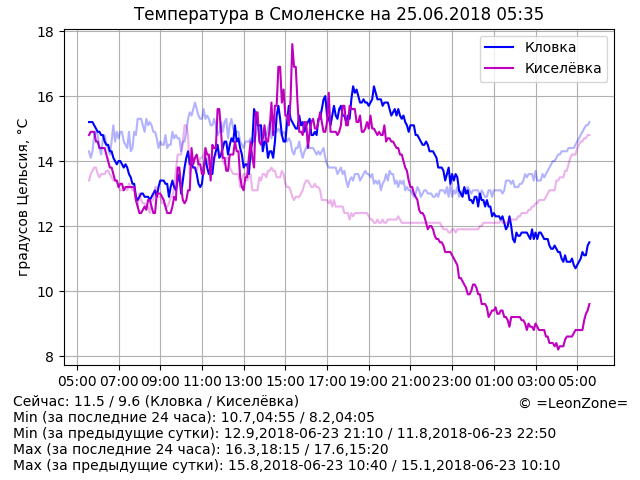 Температура в Смоленске на 25.06.2018 05:35
градусов Цельсия, °C
18
16
14
12
10
8
Кловка
Киселёвка
05:00 07:00 09:00 11:00 13:00 15:00 17:00 19:00 21:00 23:00 01:00 03:00 05:00
Сейчас: 11.5 / 9.6 (Кловка / Киселёвка)
© =LeonZone=
Min (за последние 24 часа): 10.7,04:55 / 8.2,04:05
Min (за предыдущие сутки): 12.9,2018-06-23 21:10 / 11.8,2018-06-23 22:50
Max (за последние 24 часа): 16.3,18:15 / 17.6,15:20
Max (за предыдущие сутки): 15.8,2018-06-23 10:40 / 15.1,2018-06-23 10:10